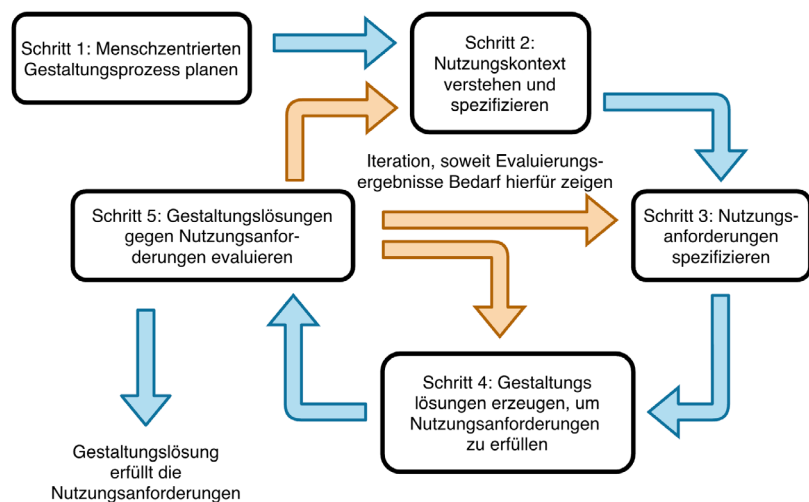 Schritt 1: Menschzentrierten
Gestaltungsprozess planen
Schritt 2:
Nutzungskontext
verstehen und
spezifizieren
Iteration, soweit Evaluierungs-
ergebnisse Bedarf hierfür zeigen
Schritt 5: Gestaltungslösungen
gegen Nutzungsanfor-
derungen evaluieren
Schritt 3: Nutzungs-
anforderungen
spezifizieren
Schritt 4: Gestaltungs
lösungen erzeugen, um
Nutzungsanforderungen
zu erfüllen
Gestaltungslösung
erfüllt die
Nutzungsanforderungen